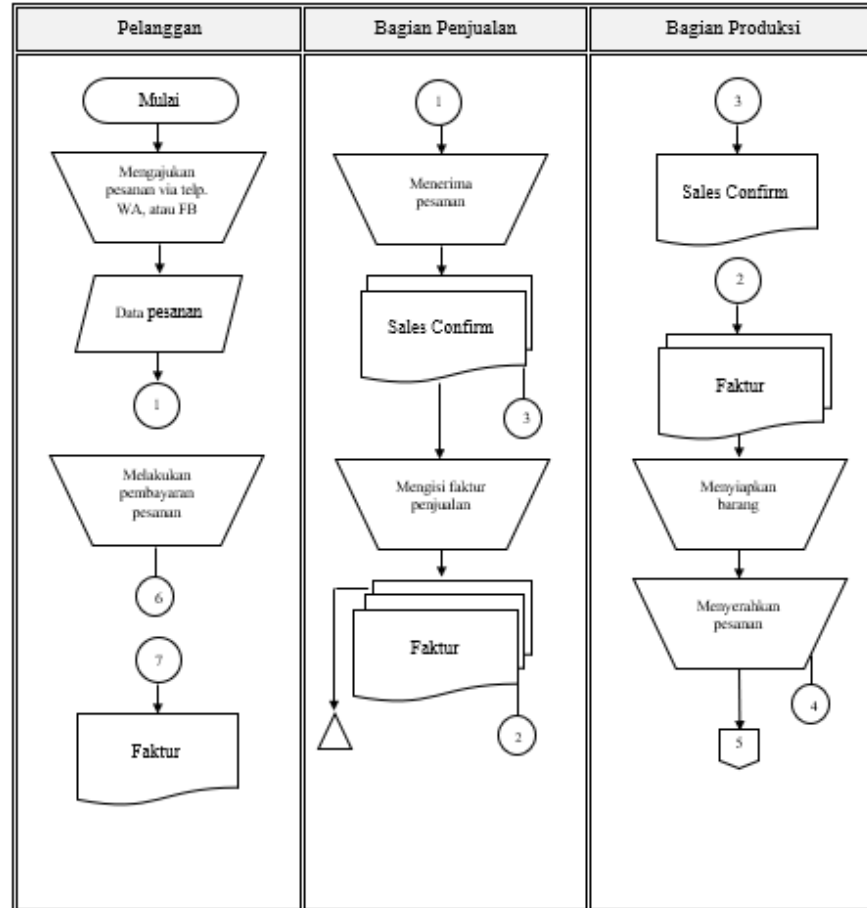 Pelanggan
Mulai
Mengajukan
pesanan via telp.
WA, atau FB
Data pesanan
1
Melakukan
pembayaran
pesanan
6
7
Faktur
Bagian Penjualan
1
Menerima
pesanan
Sales Confirm
3
Mengisi faktur
penjualan
Faktur
2
Bagian Produksi
3
Sales Confirm
2
Faktur
Menyiapkan
barang
Menyerahkan
pesanan
4
5